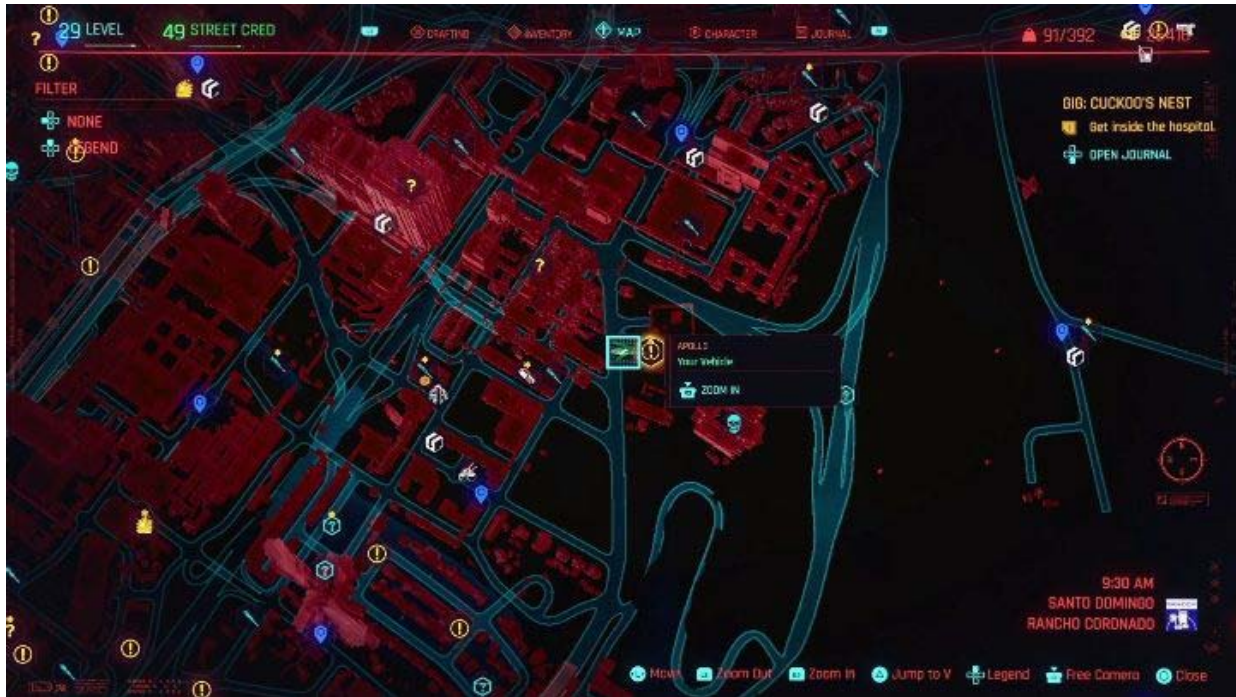 29 LEVEL
49 STREET CRED
CRAFTING
INVENTORY
MAP
CHARACTER
JOURNAL
91/392
FILTER
NONE
LEGEND
GIG: CUCKOO'S NEST
Get inside the hospital.
OPEN JOURNAL
APOLLO
Your Vehicle
ZOOM IN
9:30 AM
SANTO DOMINGO
RANCHO CORONADO
Move
Zoom Out
Zoom In
Jump to V
Legend
Free Camera
Close